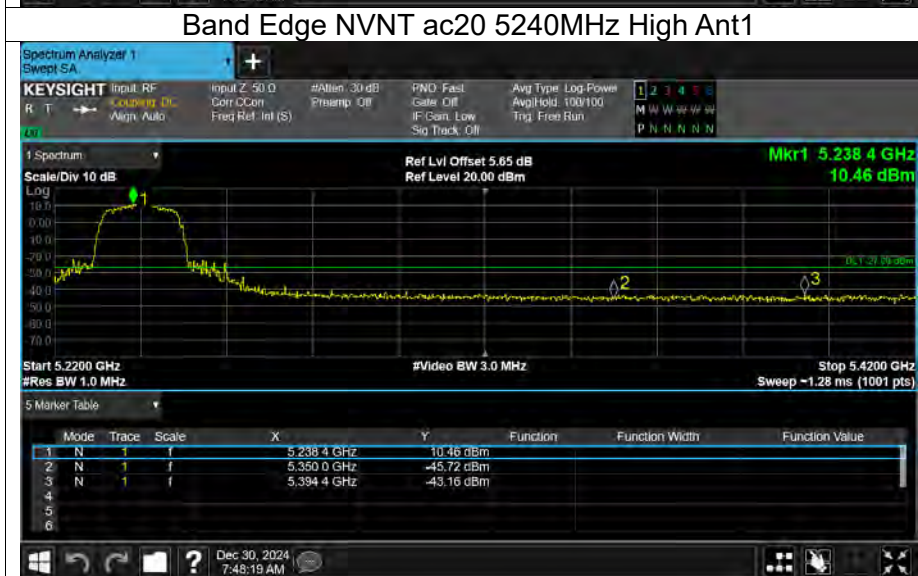 Band Edge NVNT ac20 5240MHz High Ant1
Spectrum Analyzer 1
Swept SA
+
KEYSIGHT Input: RF Input Z: 50 Ω #Atten: 30 dB PNO: Fast Avg Type: Log-Power 1 2 3 4 5 6
R T Coupling: DC Corr CCorr Preamp: Off Gate: Off Avg|Hold: 100/100 M W W W W W
Align: Auto Freq Ref: Int (S) IF Gain: Low Trig: Free Run
Sig Track: Off P N N N N N
1 Spectrum Ref Lvl Offset 5.65 dB Mkr1 5.238 4 GHz
Scale/Div 10 dB Ref Level 20.00 dBm 10.46 dBm
Log
1
10.0
0.00
-10.0
-20.0
DL1 -27.00 dBm
-30.0
2 3
-40.0
-50.0
-60.0
-70.0
Start 5.2200 GHz #Video BW 3.0 MHz Stop 5.4200 GHz
#Res BW 1.0 MHz Sweep ~1.28 ms (1001 pts)
5 Marker Table
Mode Trace Scale X Y Function Function Width Function Value
1 N 1 f 5.238 4 GHz 10.46 dBm
2 N 1 f 5.350 0 GHz -45.72 dBm
3 N 1 f 5.394 4 GHz -43.16 dBm
4
5
6
? Dec 30, 2024
7:48:19 AM